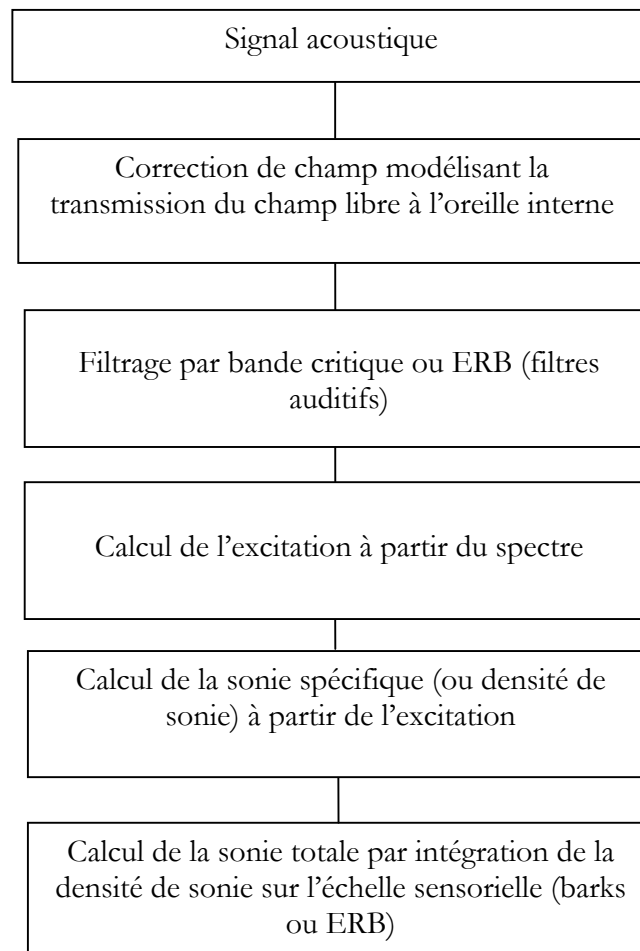 Signal acoustique
Correction de champ modélisant la
transmission du champ libre à l’oreille interne
Filtrage par bande critique ou ERB (filtres
auditifs)
Calcul de l’excitation à partir du spectre
Calcul de la sonie spécifique (ou densité de
sonie) à partir de l’excitation
Calcul de la sonie totale par intégration de la
densité de sonie sur l’échelle sensorielle (barks
ou ERB)